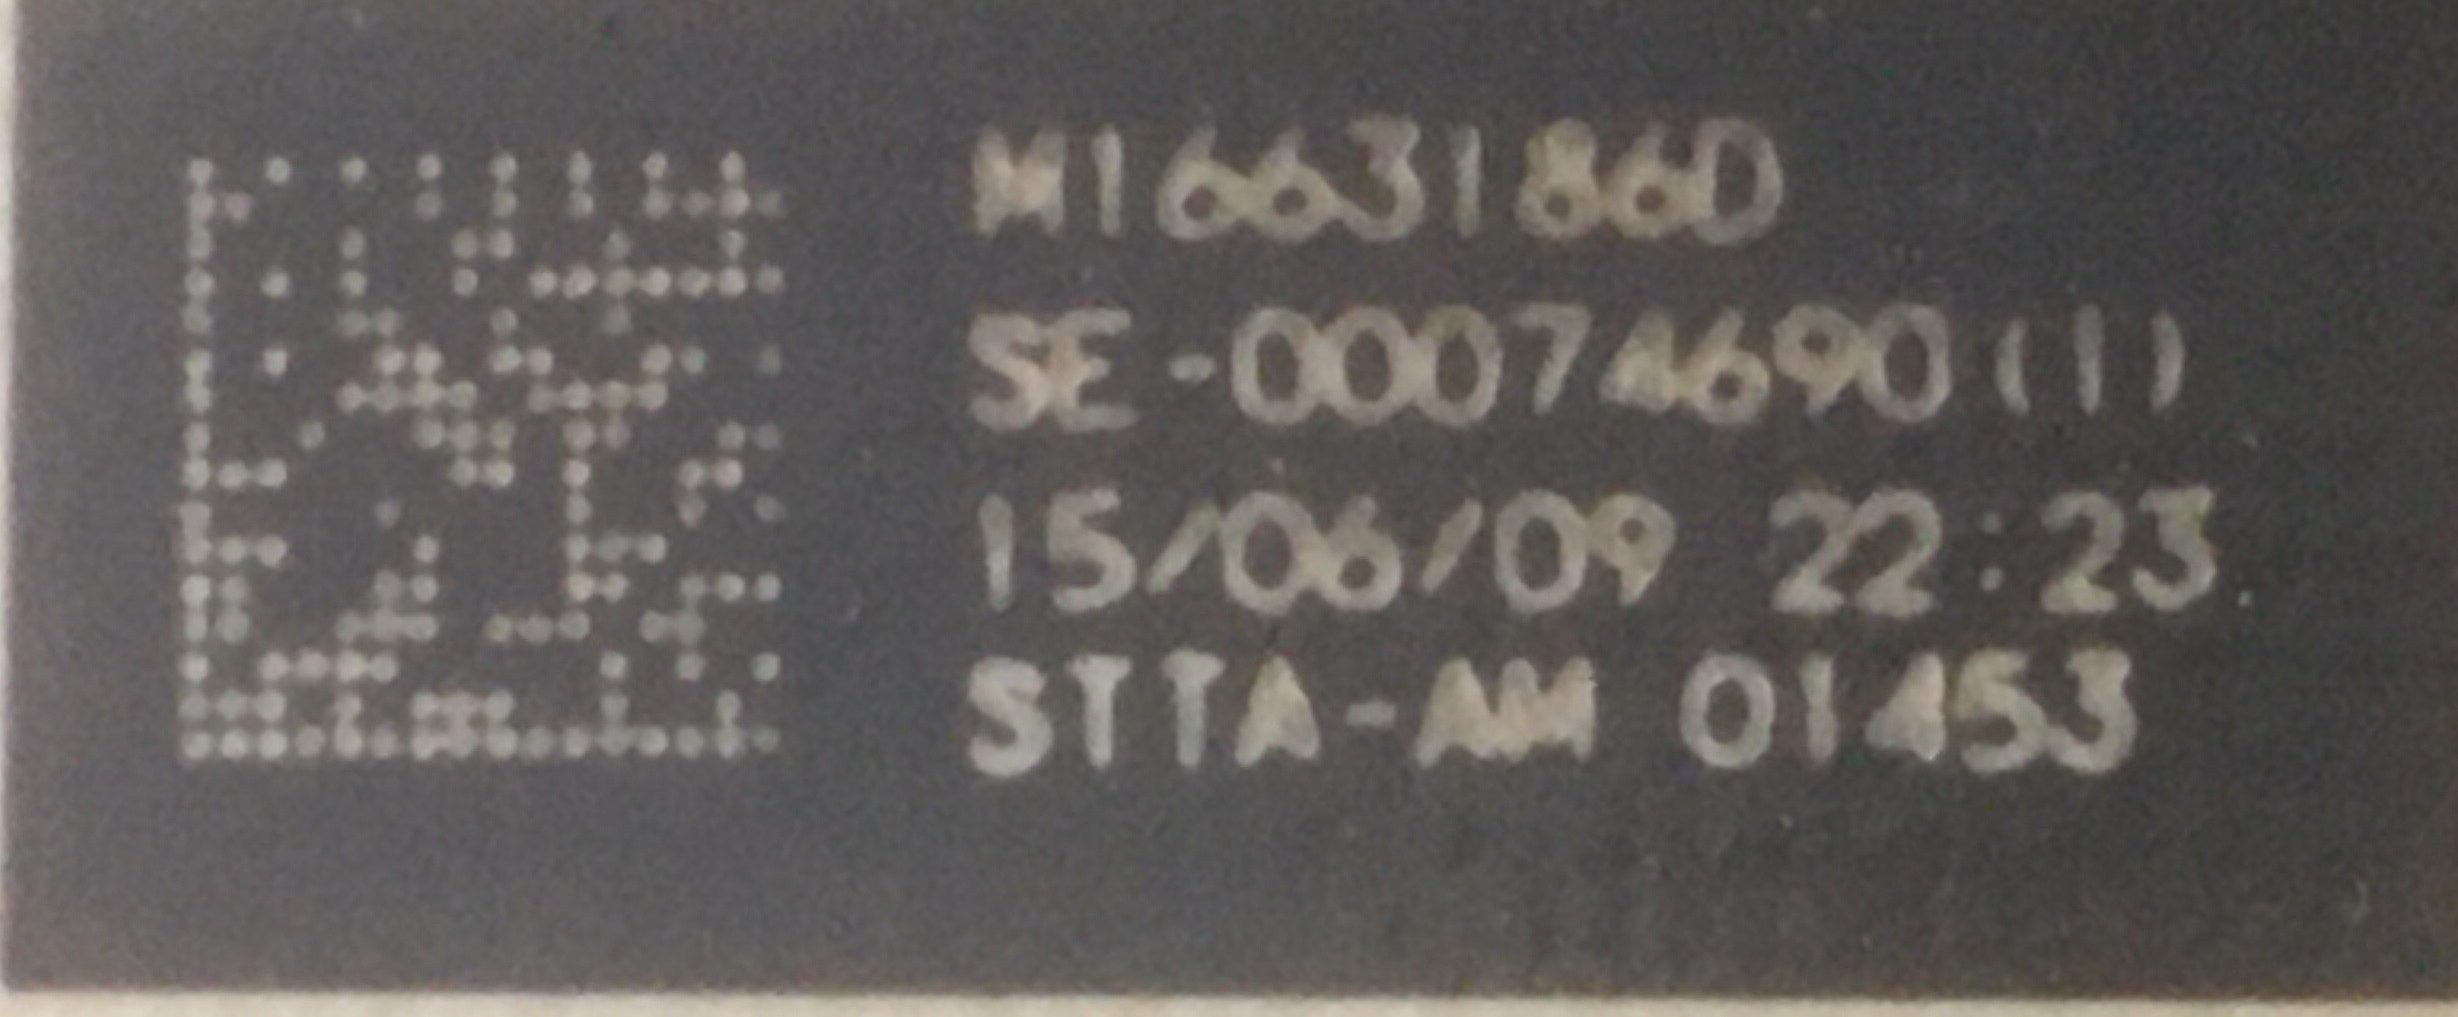 M16631860
SE-00074690(1)
15/06/09 22:23
STTA-AM 01453